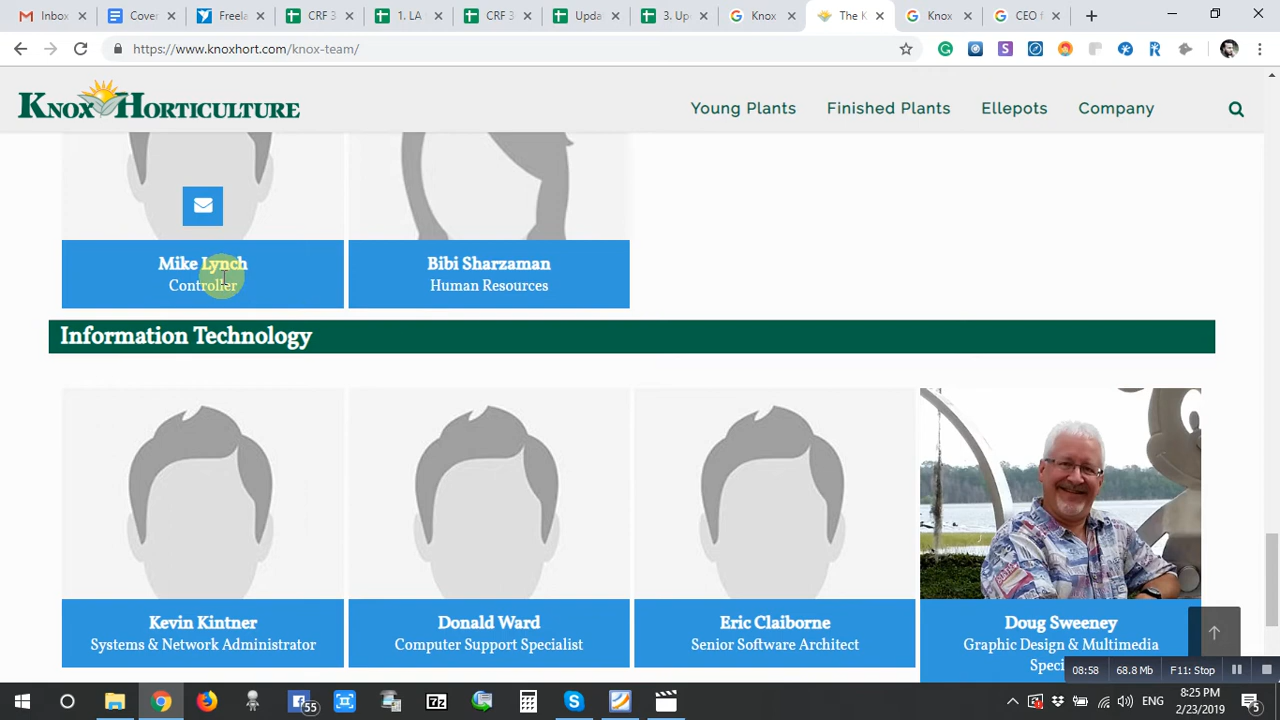 Inbox
Cover
Freela
CRF 3
1. LA
CRF 3
Upda
3. Up
Knox
The K
Knox
CEO f
https://www.knoxhort.com/knox-team/
KNOX HORTICULTURE
Young Plants
Finished Plants
Ellepots
Company
Mike Lynch
Controller
Bibi Sharzaman
Human Resources
Information Technology
Kevin Kintner
Systems & Network Administrator
Donald Ward
Computer Support Specialist
Eric Claiborne
Senior Software Architect
Doug Sweeney
Graphic Design & Multimedia
Speci
08:58
68.8 Mb
F11: Stop
55
7z
ENG
8:25 PM
2/23/2019
5